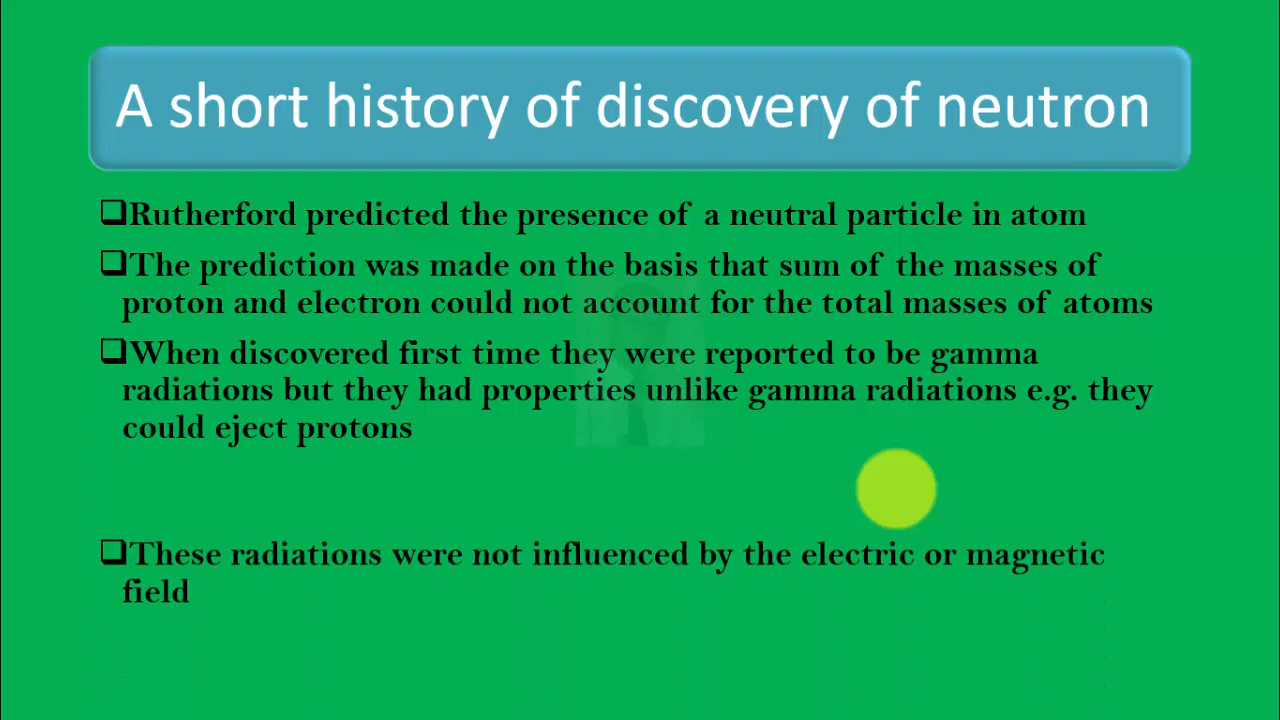 A short history of discovery of neutron
❑Rutherford predicted the presence of a neutral particle in atom
❑The prediction was made on the basis that sum of the masses of
proton and electron could not account for the total masses of atoms
❑When discovered first time they were reported to be gamma
radiations but they had properties unlike gamma radiations e.g. they
could eject protons
❑These radiations were not influenced by the electric or magnetic
field